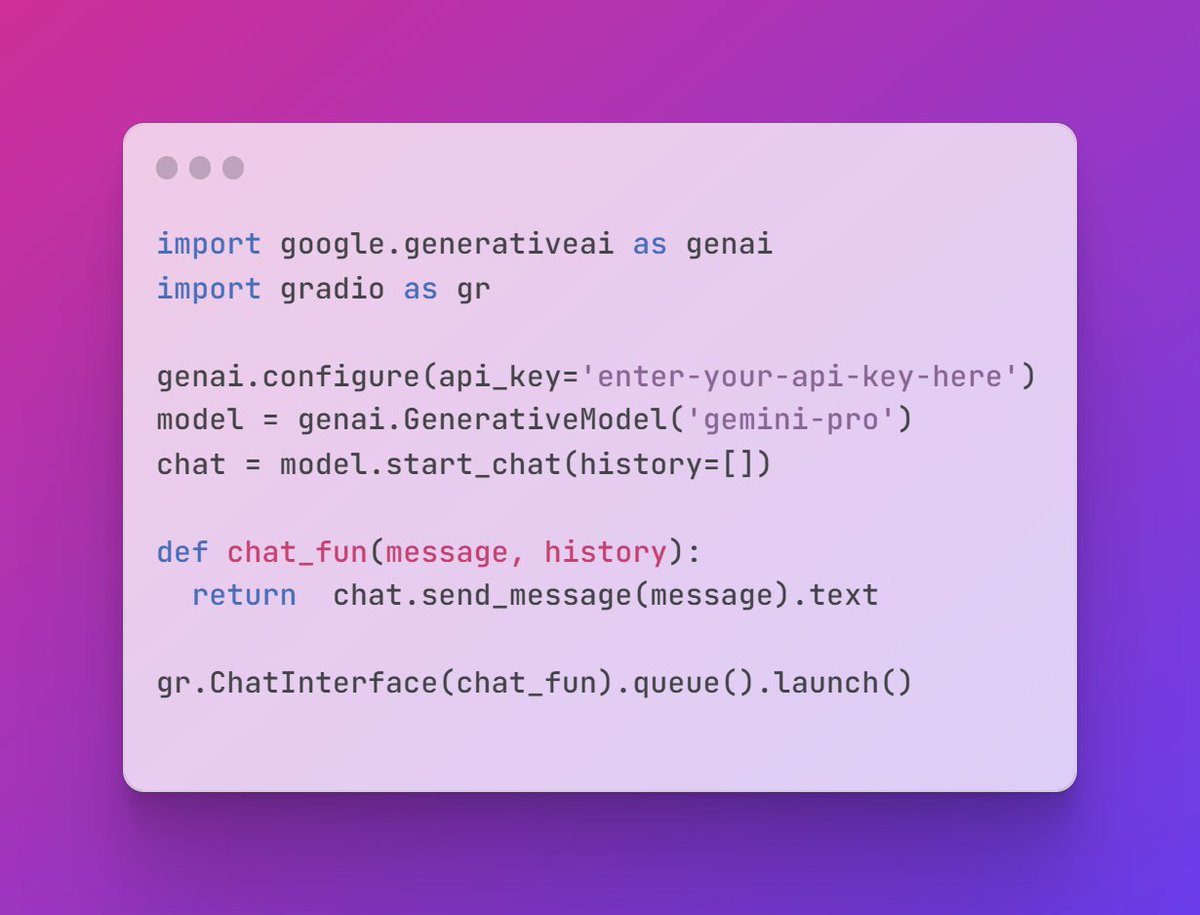 import google.generativeai as genai
import gradio as gr
genai.configure(api_key='enter-your-api-key-here')
model = genai.GenerativeModel('gemini-pro')
chat = model.start_chat(history=[])
def chat_fun(message, history):
  return  chat.send_message(message).text
gr.ChatInterface(chat_fun).queue().launch()